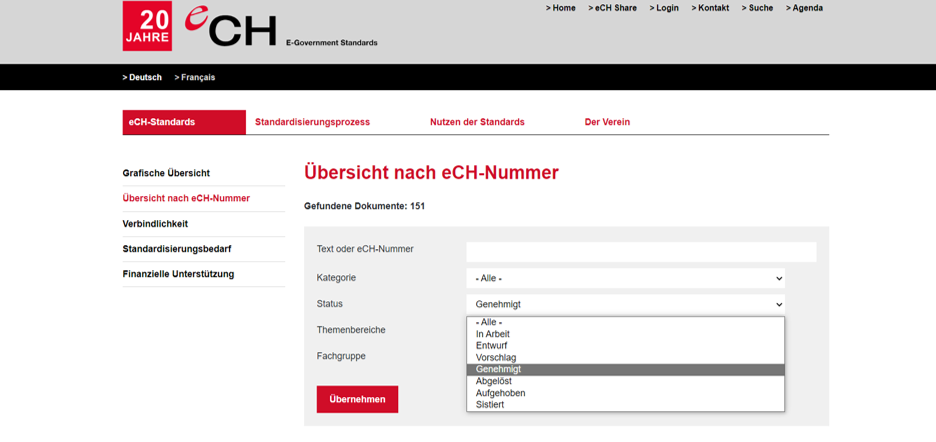 20
JAHRE
eCH
E-Government Standards
> Home > eCH Share > Login > Kontakt > Suche > Agenda
> Deutsch > Français
eCH-Standards Standardisierungsprozess Nutzen der Standards Der Verein
Grafische Übersicht
Übersicht nach eCH-Nummer
Verbindlichkeit
Standardisierungsbedarf
Finanzielle Unterstützung
Übersicht nach eCH-Nummer
Gefundene Dokumente: 151
Text oder eCH-Nummer
Kategorie - Alle -
Status Genehmigt
Themenbereiche
Fachgruppe
- Alle -
In Arbeit
Entwurf
Vorschlag
Genehmigt
Abgelöst
Aufgehoben
Sistiert
Übernehmen